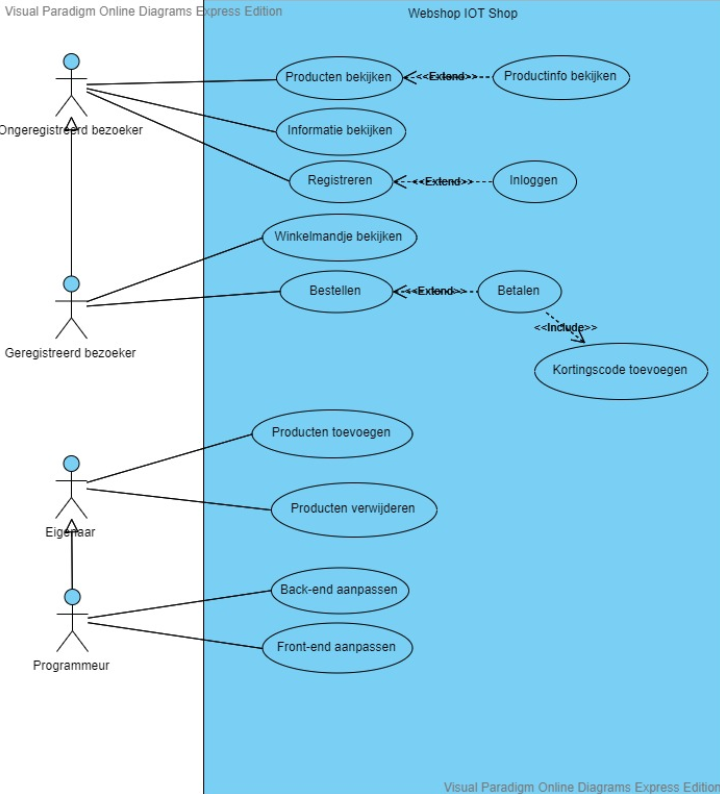 Visual Paradigm Online Diagrams Express Edition
Webshop IOT Shop
Producten bekijken
<<Extend>>
Productinfo bekijken
Ongeregistreerd bezoeker
Informatie bekijken
Registreren
<<Extend>>
Inloggen
Winkelmandje bekijken
Bestellen
<<Extend>>
Betalen
<<Include>>
Geregistreerd bezoeker
Kortingscode toevoegen
Producten toevoegen
Producten verwijderen
Eigenaar
Back-end aanpassen
Front-end aanpassen
Programmeur
Visual Paradigm Online Diagrams Express Edition